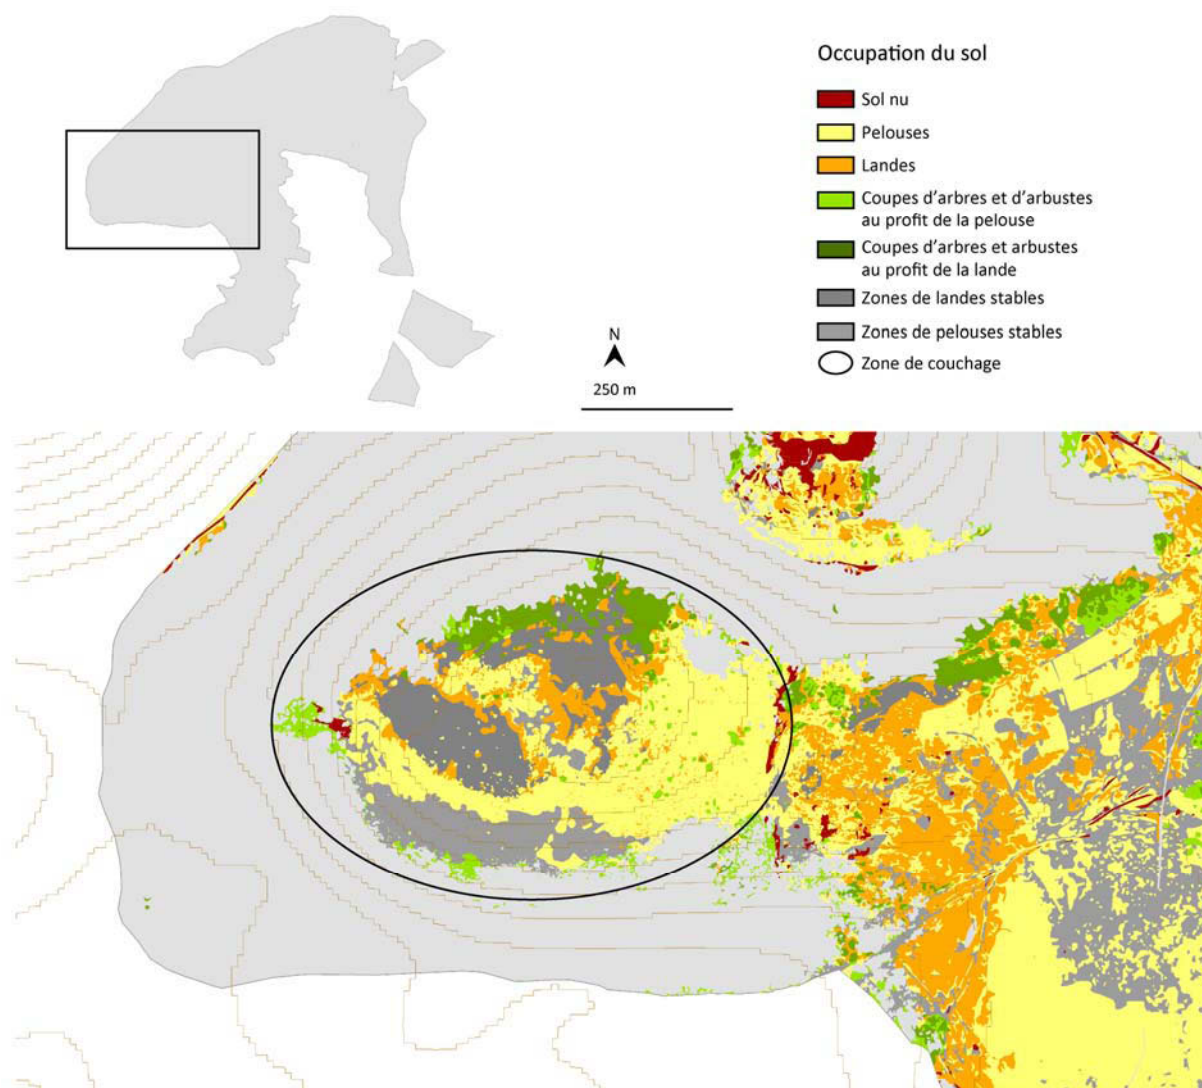 Occupation du sol
Sol nu
Pelouses
Landes
Coupes d'arbres et d'arbustes
au profit de la pelouse
Coupes d'arbres et arbustes
au profit de la lande
Zones de landes stables
Zones de pelouses stables
Zone de couchage
N
250 m